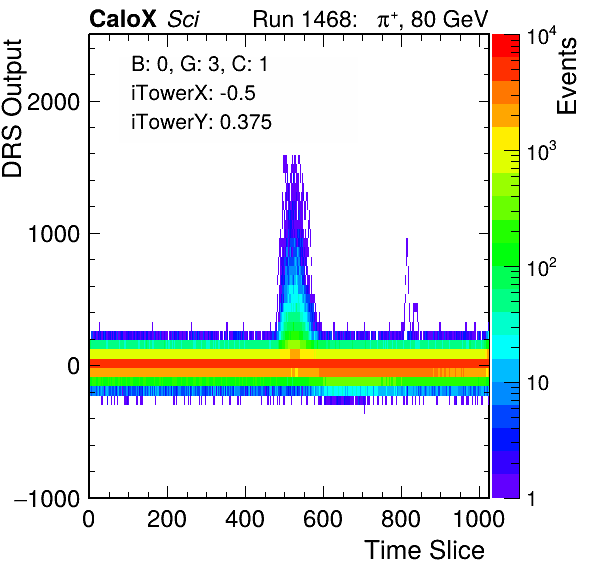 CaloX Sci Run 1468: π⁺, 80 GeV
B: 0, G: 3, C: 1
iTowerX: -0.5
iTowerY: 0.375
DRS Output
2000
1000
0
−1000
0 200 400 600 800 1000
Time Slice
Events
10⁴
10³
10²
10
1